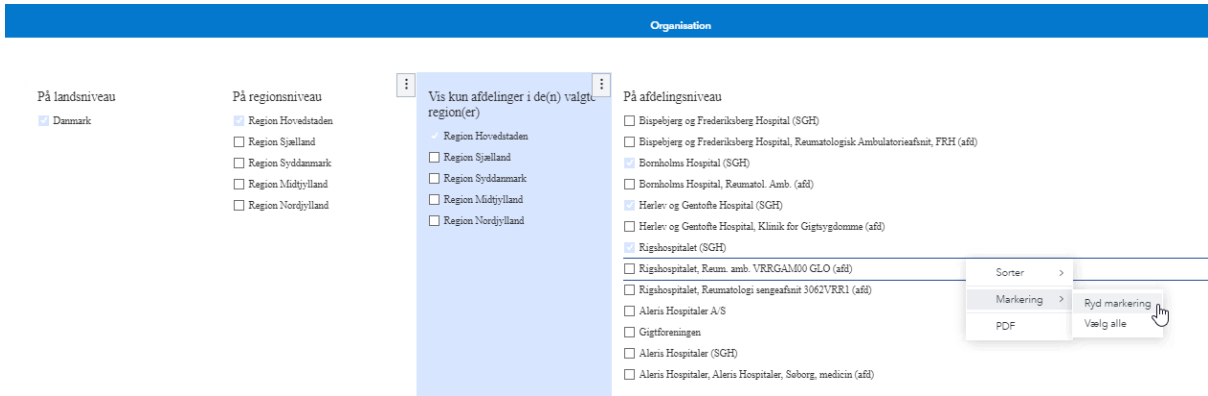 Organisation
På landsniveau
Danmark
På regionsniveau
Region Hovedstaden
Region Sjælland
Region Syddanmark
Region Midtjylland
Region Nordjylland
Vis kun afdelinger i de(n) valgte
region(er)
Region Hovedstaden
Region Sjælland
Region Syddanmark
Region Midtjylland
Region Nordjylland
På afdelingsniveau
Bispebjerg og Frederiksberg Hospital (SGH)
Bispebjerg og Frederiksberg Hospital, Reumatologisk Ambulatorieafsnit, FRH (afd)
Bornholms Hospital (SGH)
Bornholms Hospital, Reumatol. Amb. (afd)
Herlev og Gentofte Hospital (SGH)
Herlev og Gentofte Hospital, Klinik for Gigtsygdomme (afd)
Rigshospitalet (SGH)
Rigshospitalet, Reum. amb. VRRGAM00 GLO (afd)
Rigshospitalet, Reumatologi sengeafsnit 3062VRR1 (afd)
Aleris Hospitaler A/S
Gigtforeningen
Aleris Hospitaler (SGH)
Aleris Hospitaler, Aleris Hospitaler, Søborg, medicin (afd)
Sorter
Markering
PDF
Ryd markering
Vælg alle